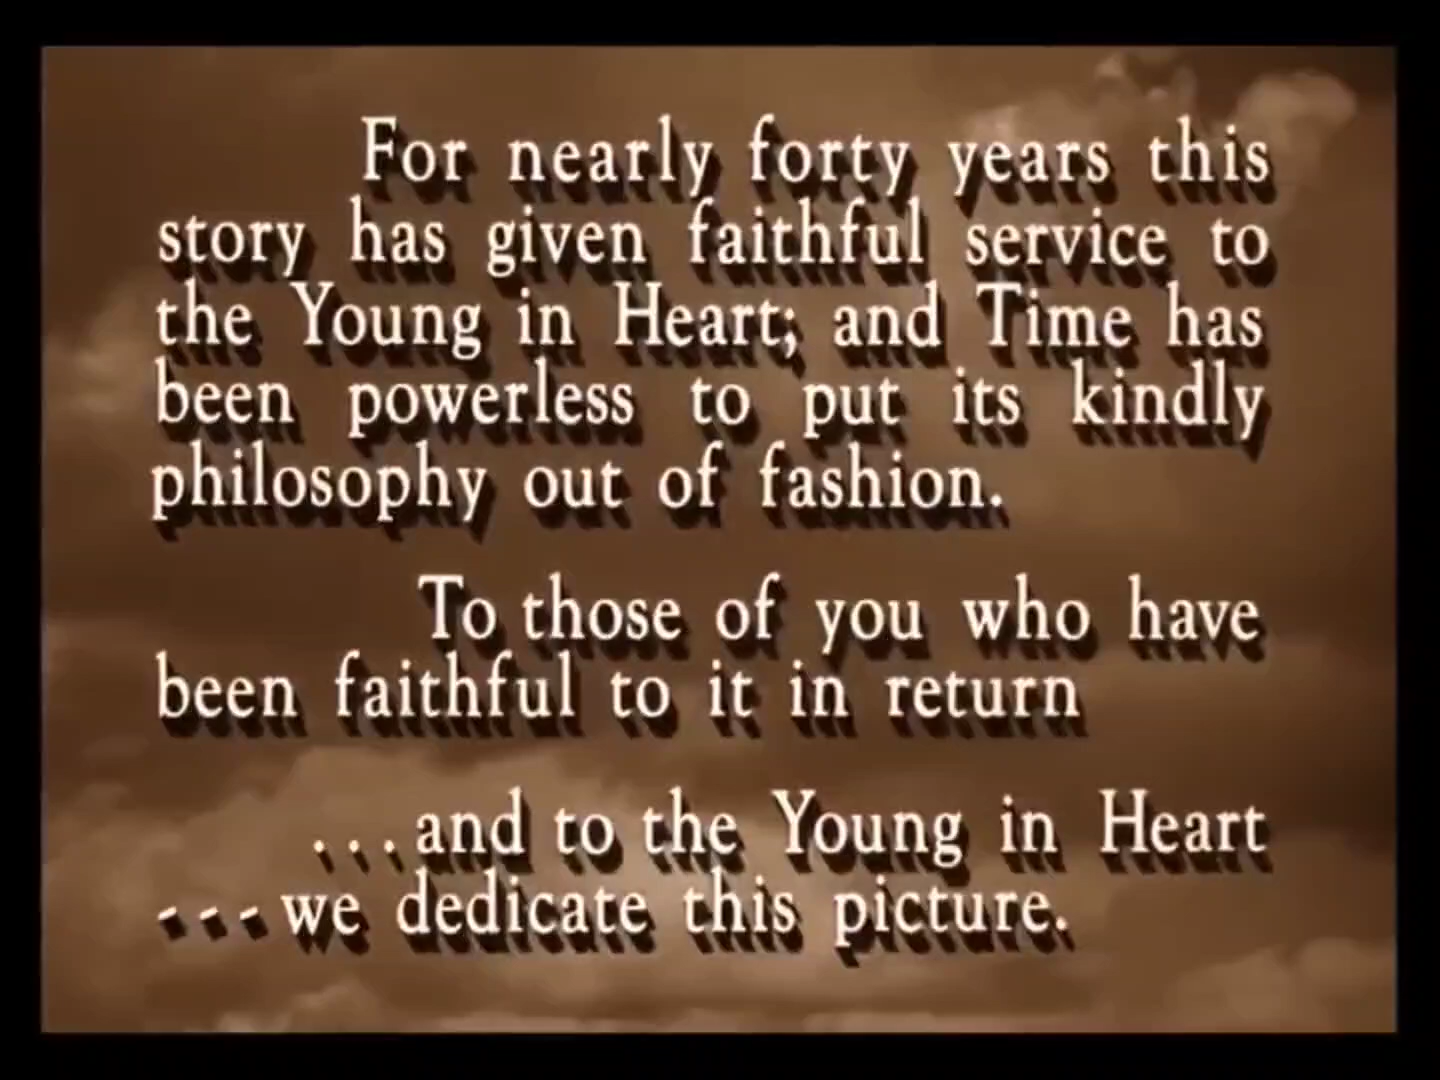 For nearly forty years this
story has given faithful service to
the Young in Heart; and Time has
been powerless to put its kindly
philosophy out of fashion.
To those of you who have
been faithful to it in return
...and to the Young in Heart
---we dedicate this picture.